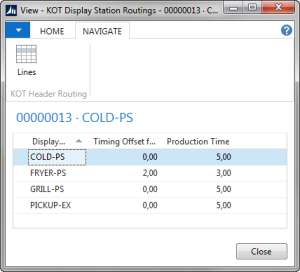 View - KOT Display Station Routings - 00000013 · C...
HOME NAVIGATE
Lines
KOT Header Routing
00000013 · COLD-PS
Display... Timing Offset f... Production Time
COLD-PS 0,00 5,00
FRYER-PS 2,00 3,00
GRILL-PS 0,00 5,00
PICKUP-EX 0,00 5,00
Close